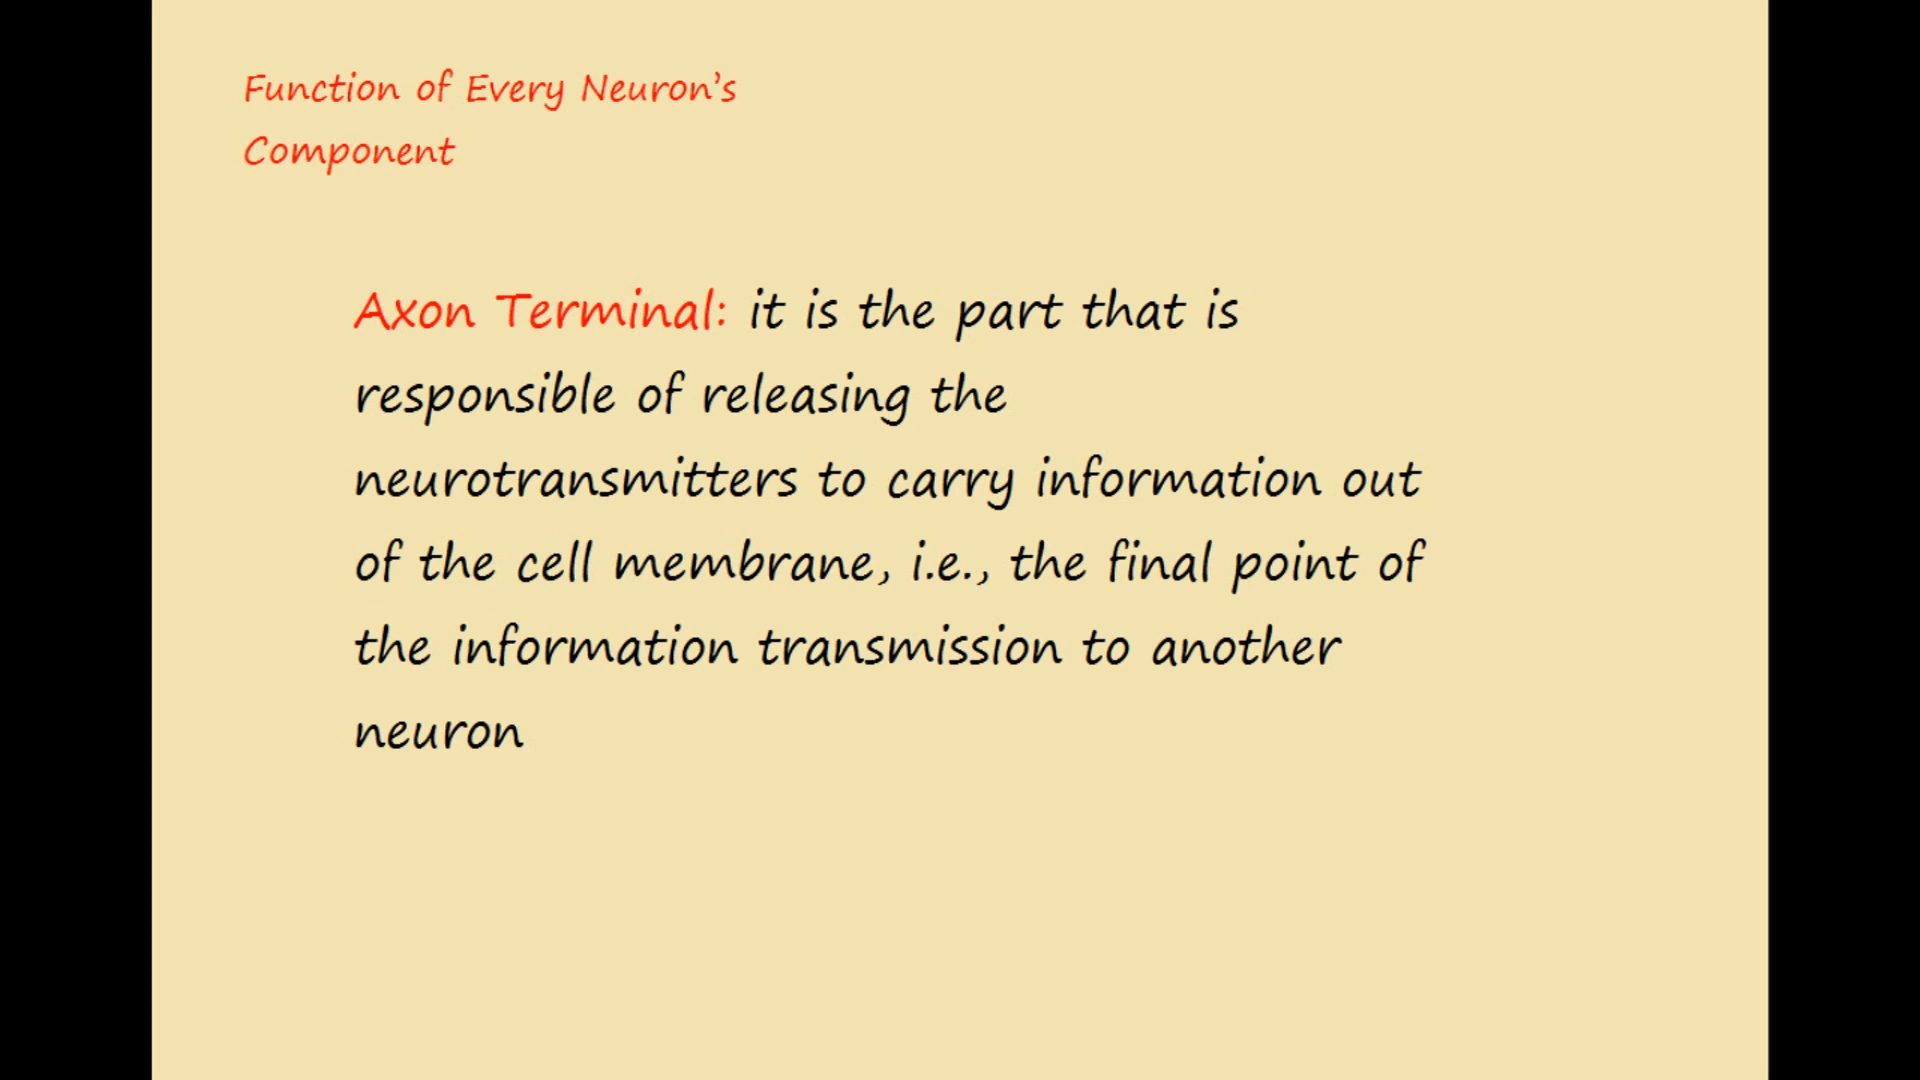 Function of Every Neuron’s
Component
Axon Terminal: it is the part that is
responsible of releasing the
neurotransmitters to carry information out
of the cell membrane, i.e., the final point of
the information transmission to another
neuron